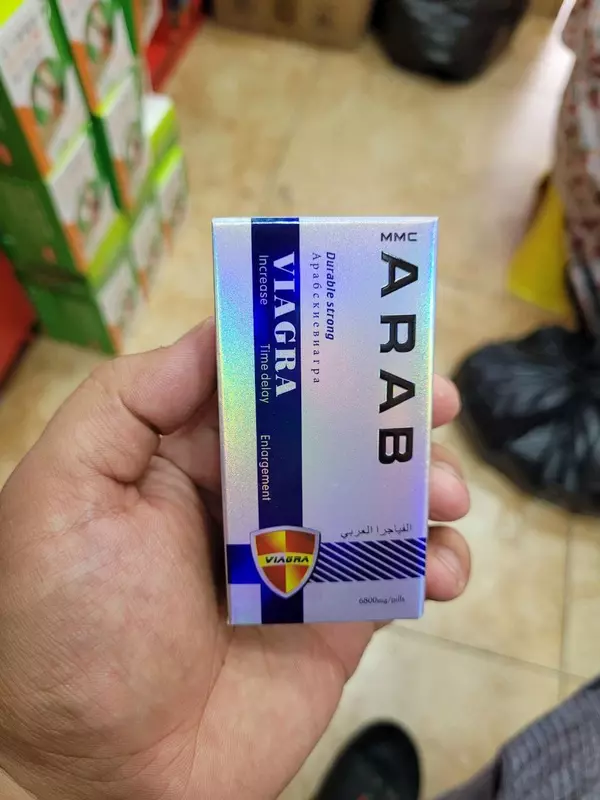 MMC
ARAB
Арабскиевиагра
Durable strong
VIAGRA
Increase Time delay Enlargement
الفياجرا العربي
VIAGRA
6800mg/pills